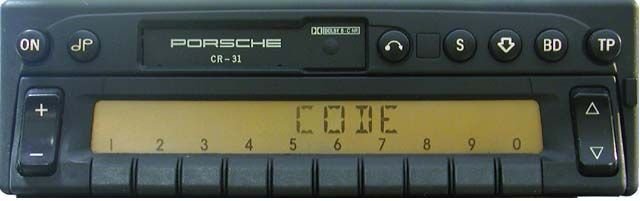 ON PORSCHE DOLBY B-C NR S BD TP
CR-31
+ CODE
1 2 3 4 5 6 7 8 9 0
−